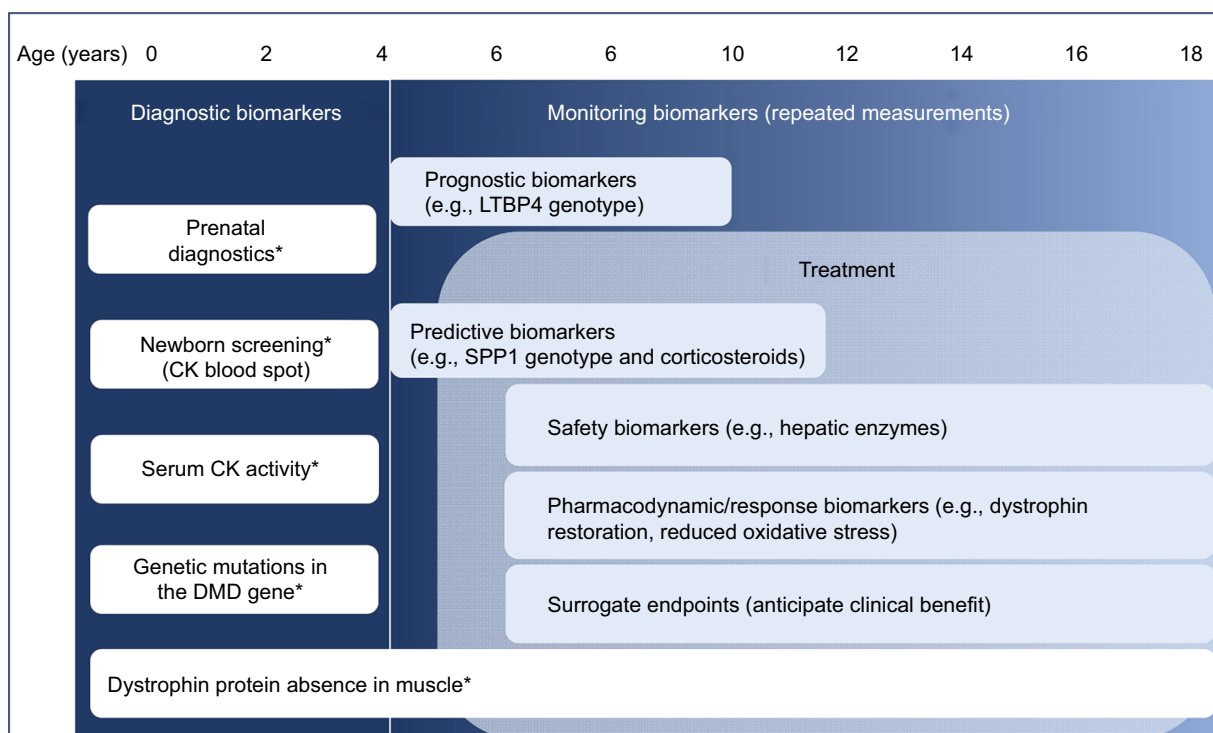 Age (years) 0 2 4 6 6 10 12 14 16 18
Diagnostic biomarkers
Monitoring biomarkers (repeated measurements)
Prognostic biomarkers
(e.g., LTBP4 genotype)
Prenatal
diagnostics*
Treatment
Newborn screening*
(CK blood spot)
Predictive biomarkers
(e.g., SPP1 genotype and corticosteroids)
Safety biomarkers (e.g., hepatic enzymes)
Serum CK activity*
Pharmacodynamic/response biomarkers (e.g., dystrophin
restoration, reduced oxidative stress)
Genetic mutations in
the DMD gene*
Surrogate endpoints (anticipate clinical benefit)
Dystrophin protein absence in muscle*